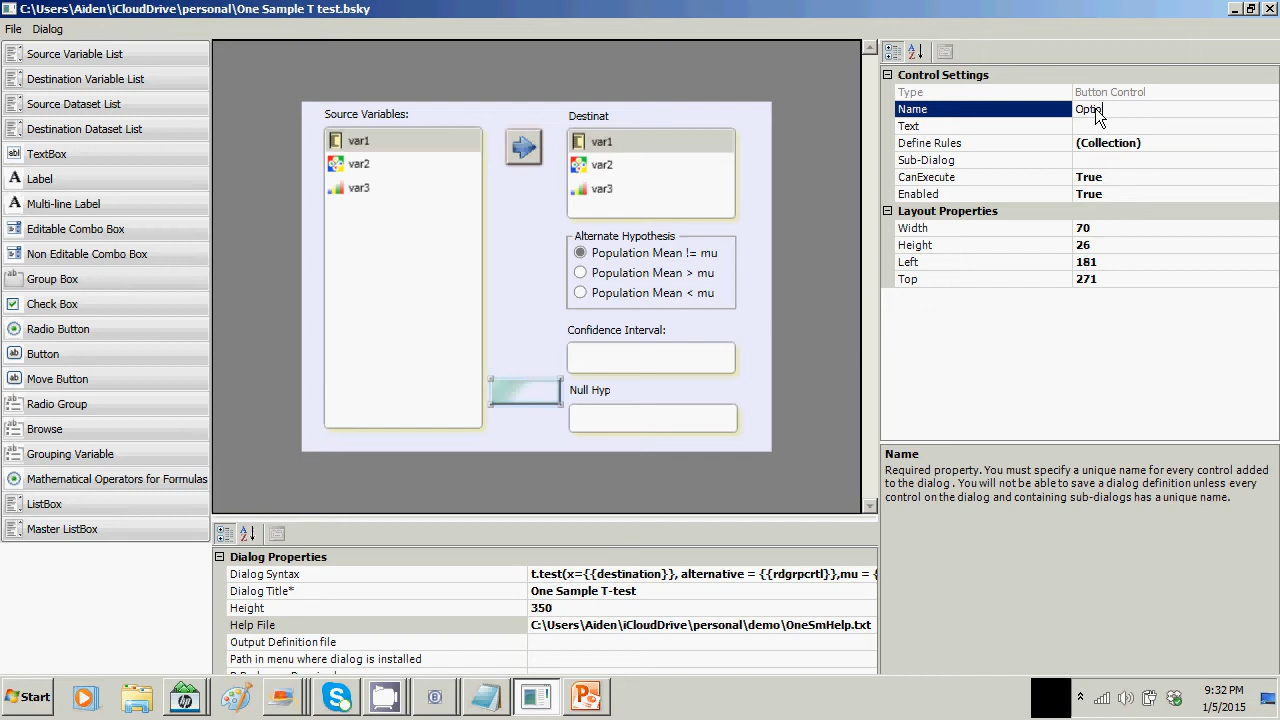 C:\Users\Aiden\iCloudDrive\personal\One Sample T test.bsky
File Dialog
Source Variable List
Destination Variable List
Source Dataset List
Destination Dataset List
TextBox
Label
Multi-line Label
Editable Combo Box
Non Editable Combo Box
Group Box
Check Box
Radio Button
Button
Move Button
Radio Group
Browse
Grouping Variable
Mathematical Operators for Formulas
ListBox
Master ListBox
Source Variables:
var1
var2
var3
Destinat
var1
var2
var3
Alternate Hypothesis
Population Mean != mu
Population Mean > mu
Population Mean < mu
Confidence Interval:
Null Hyp
Dialog Properties
Dialog Syntax t.test(x={{destination}}, alternative = {{rdgrpcrtl}},mu = {
Dialog Title* One Sample T-test
Height 350
Help File C:\Users\Aiden\iCloudDrive\personal\demo\OneSmHelp.txt
Output Definition file
Path in menu where dialog is installed
Control Settings
Type Button Control
Name Optio
Text
Define Rules (Collection)
Sub-Dialog
CanExecute True
Enabled True
Layout Properties
Width 70
Height 26
Left 181
Top 271
Name
Required property. You must specify a unique name for every control added
to the dialog . You will not be able to save a dialog definition unless every
control on the dialog and containing sub-dialogs has a unique name.
Start
9:32 PM
1/5/2015